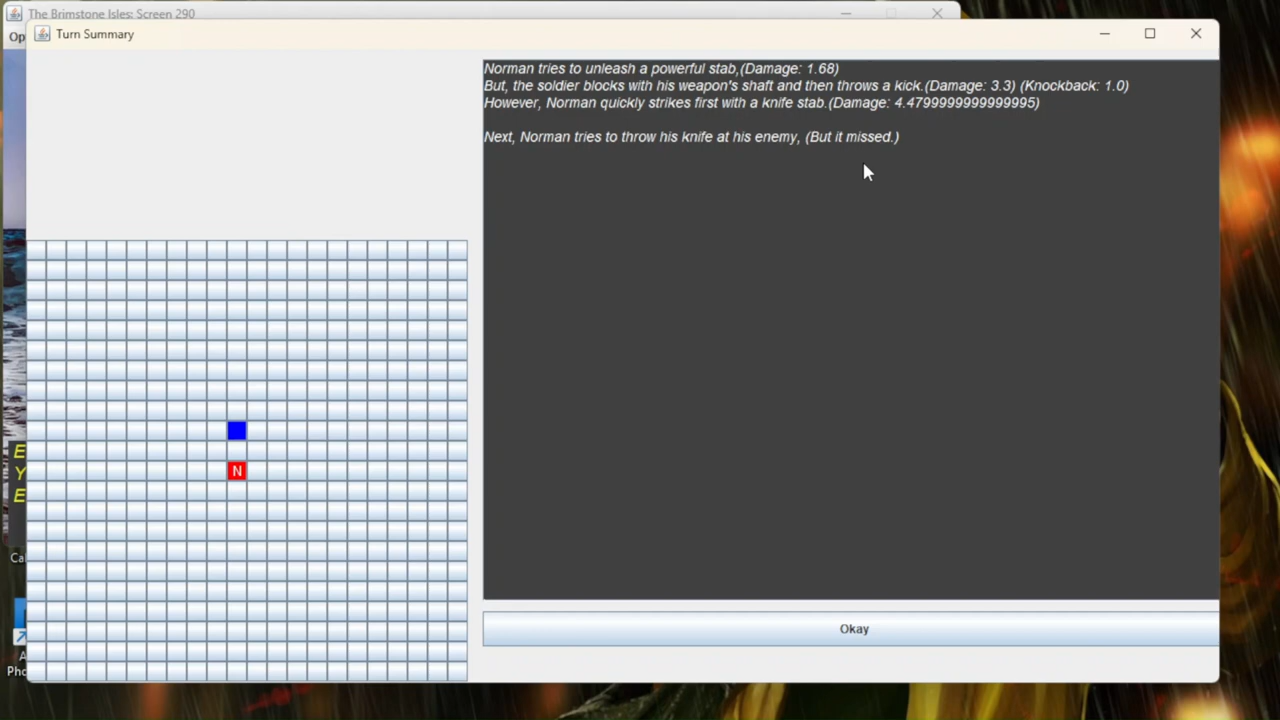 The Brimstone Isles: Screen 290
Op
Turn Summary
Norman tries to unleash a powerful stab,(Damage: 1.68)
But, the soldier blocks with his weapon's shaft and then throws a kick.(Damage: 3.3) (Knockback: 1.0)
However, Norman quickly strikes first with a knife stab.(Damage: 4.4799999999999995)
Next, Norman tries to throw his knife at his enemy, (But it missed.)
N
E
Y
E
Cal
A
Pho
Okay